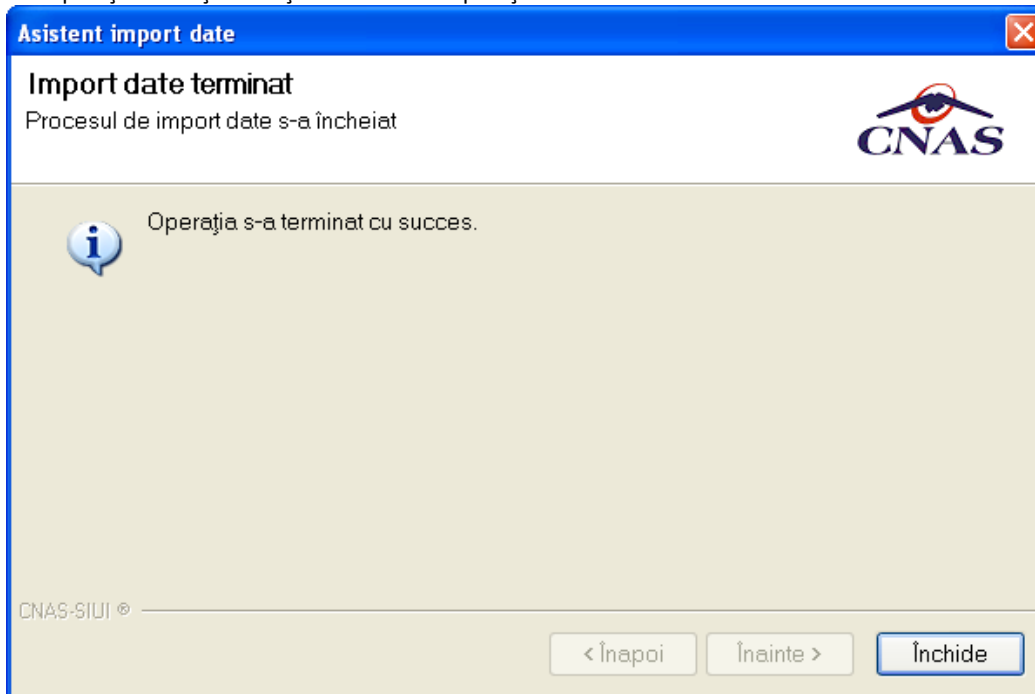 Asistent import date
Import date terminat
Procesul de import date s-a încheiat
CNAS
Operaţia s-a terminat cu succes.
CNAS-SIUI ®
< Înapoi
Înainte >
Închide